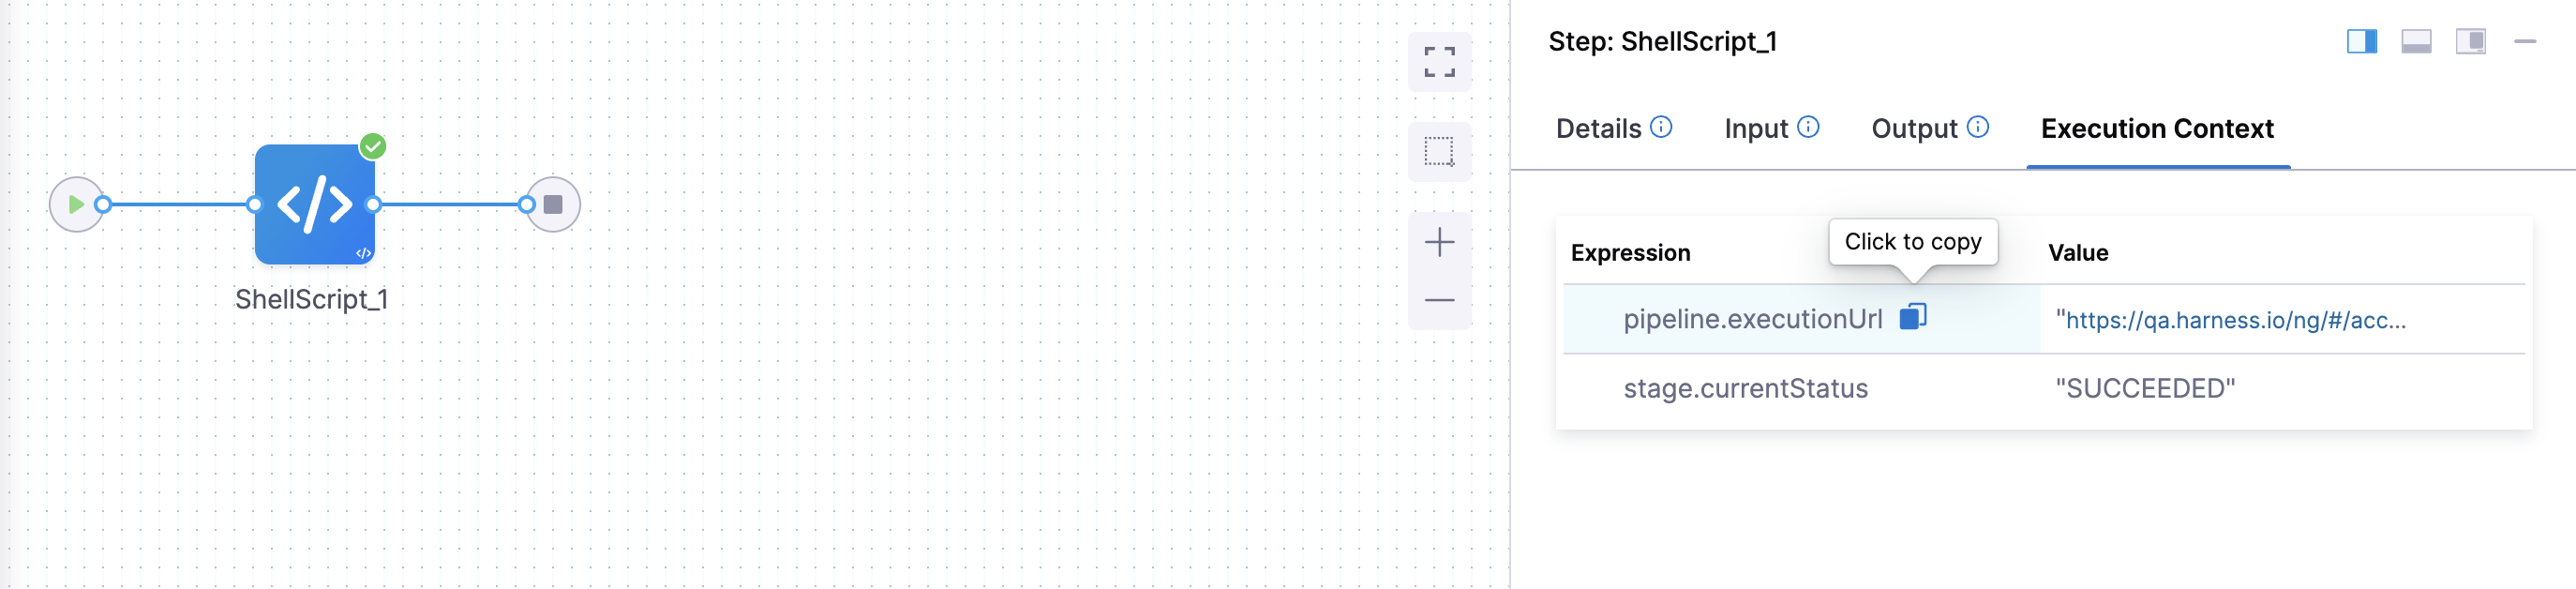 Step: ShellScript_1
Details
Input
Output
Execution Context
Click to copy
Expression
Value
pipeline.executionUrl
"https://qa.harness.io/ng/#/acc...
stage.currentStatus
"SUCCEEDED"
ShellScript_1